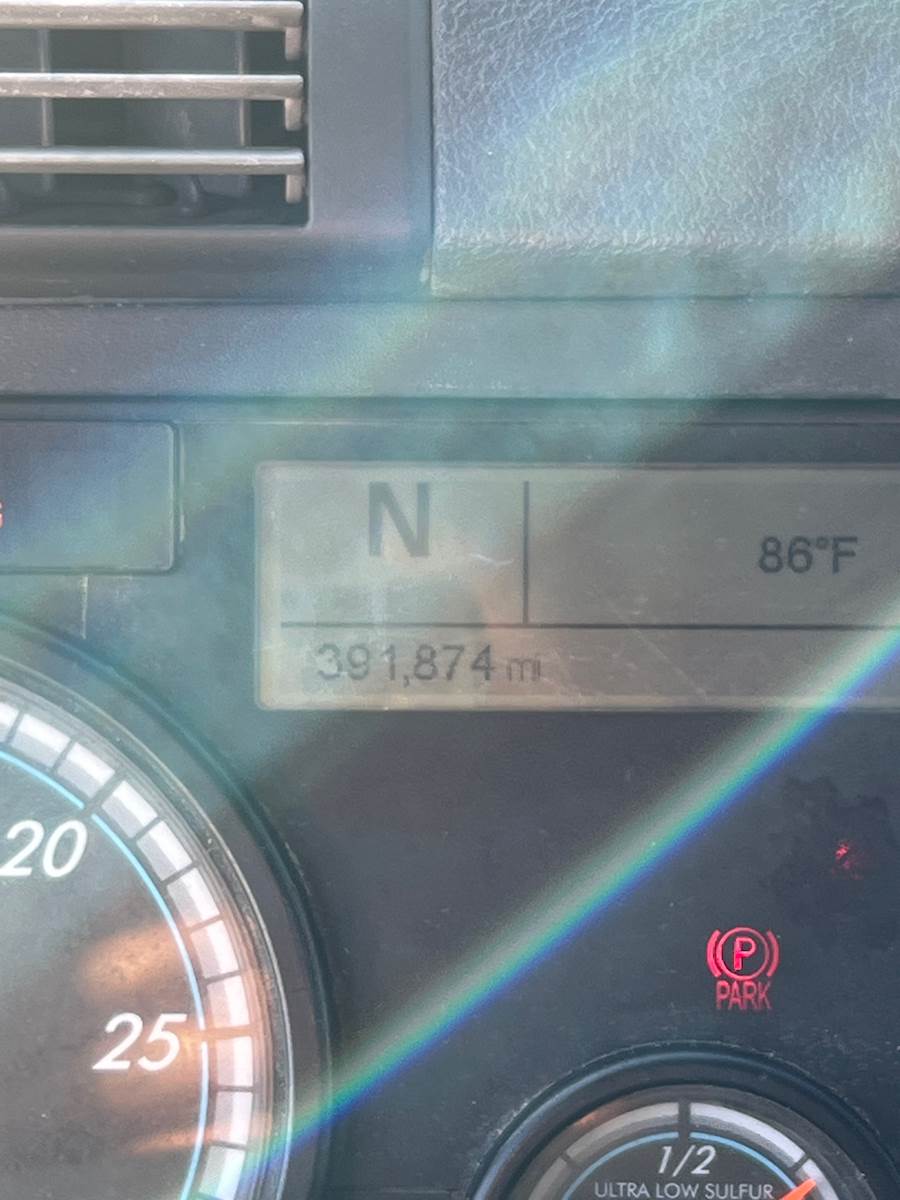 N
86°F
391,874 mi
20
25
P
PARK
1/2
ULTRA LOW SULFUR